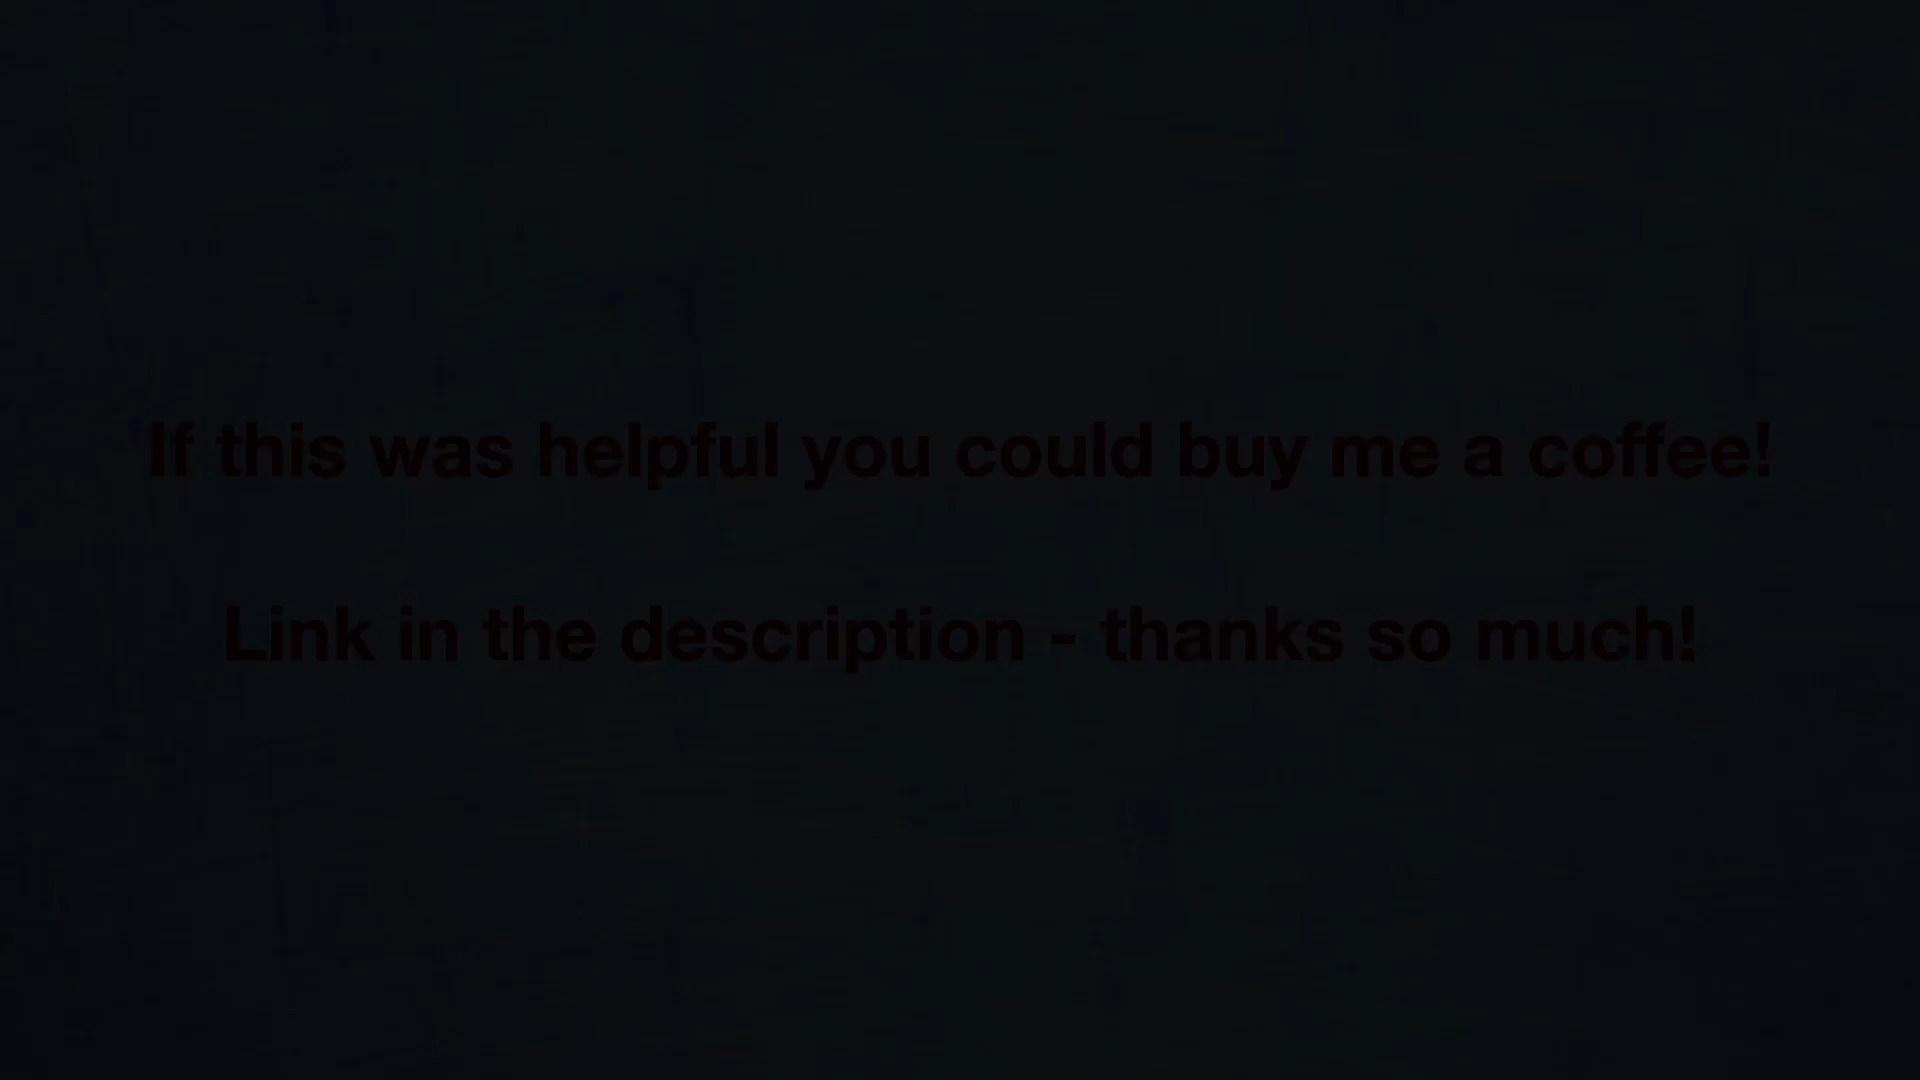 If this was helpful you could buy me a coffee!
Link in the description - thanks so much!